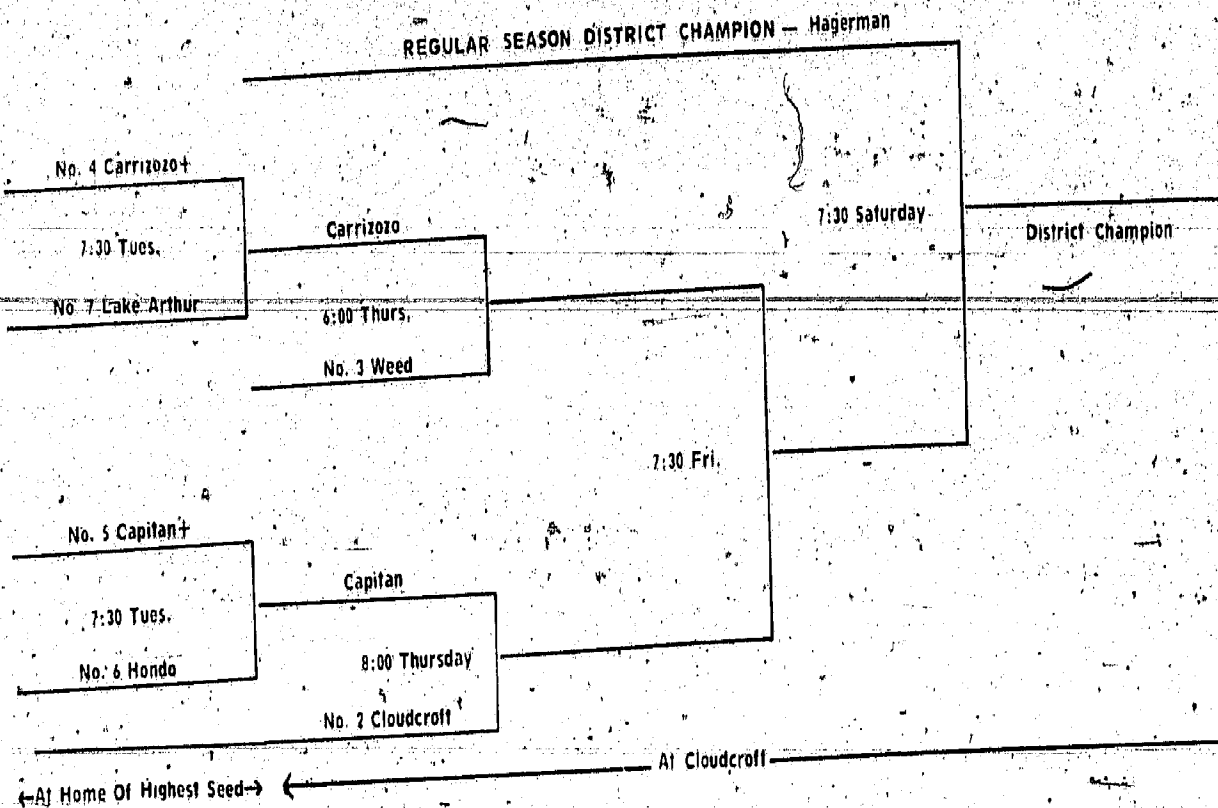 REGULAR SEASON DISTRICT CHAMPION — Hagerman
No. 4 Carrizozo+
7:30 Tues.
No 7 Lake Arthur
Carrizozo
6:00 Thurs.
No. 3 Weed
7:30 Saturday
District Champion
7:30 Fri.
No. 5 Capitan+
7:30 Tues.
No. 6 Hondo
Capitan
8:00 Thursday
No. 2 Cloudcroft
←At Home Of Highest Seed→ ← At Cloudcroft